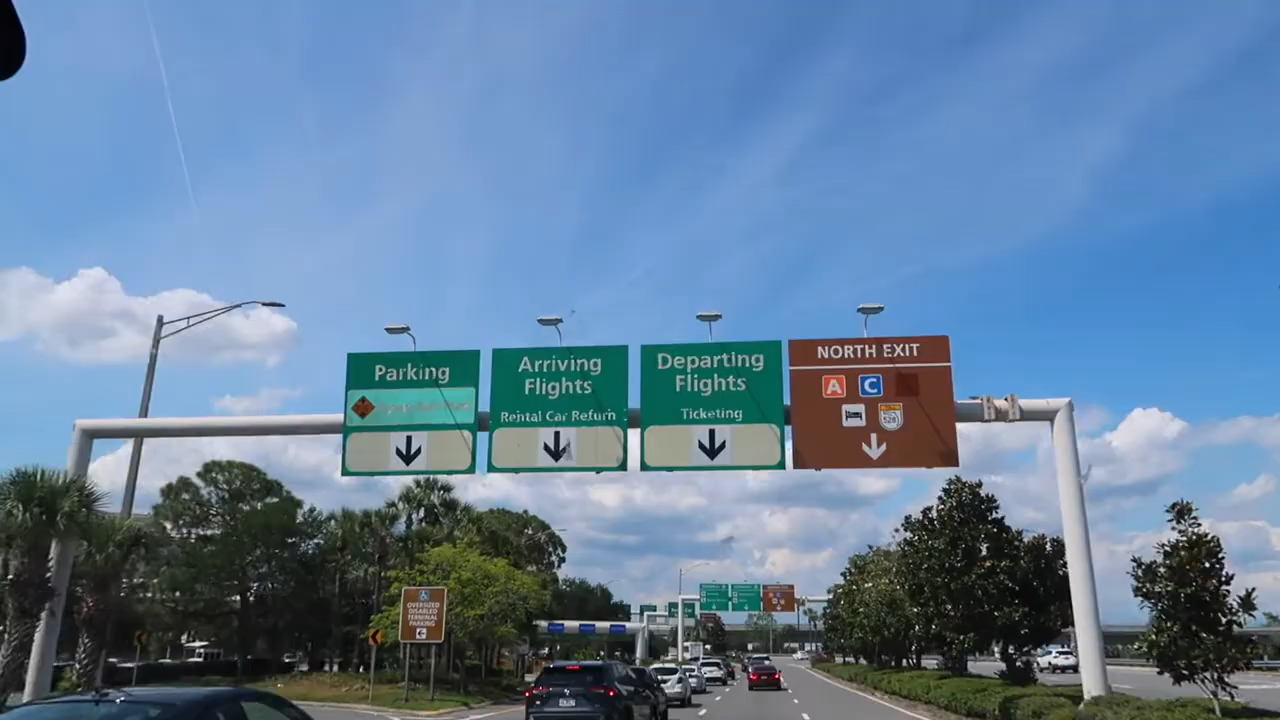 Parking
Arriving
Flights
Rental Car Return
Departing
Flights
Ticketing
NORTH EXIT
A C
528
OVERSIZED
DISABLED
TERMINAL
PARKING